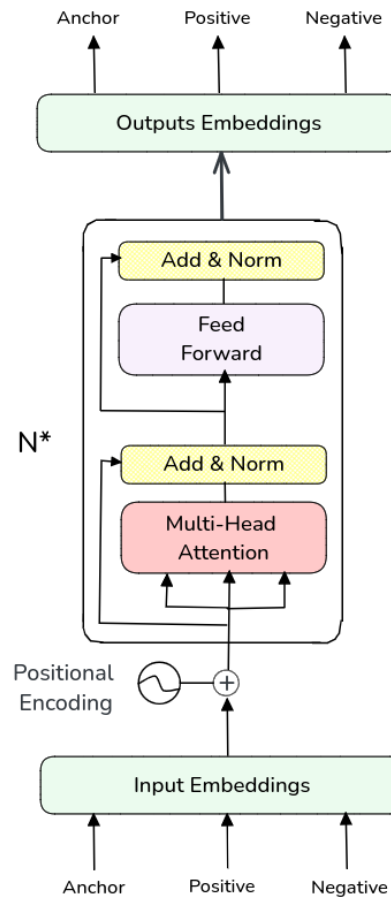 Anchor Positive Negative
Outputs Embeddings
Add & Norm
Feed
Forward
N*
Add & Norm
Multi-Head
Attention
Positional
Encoding
+
Input Embeddings
Anchor Positive Negative